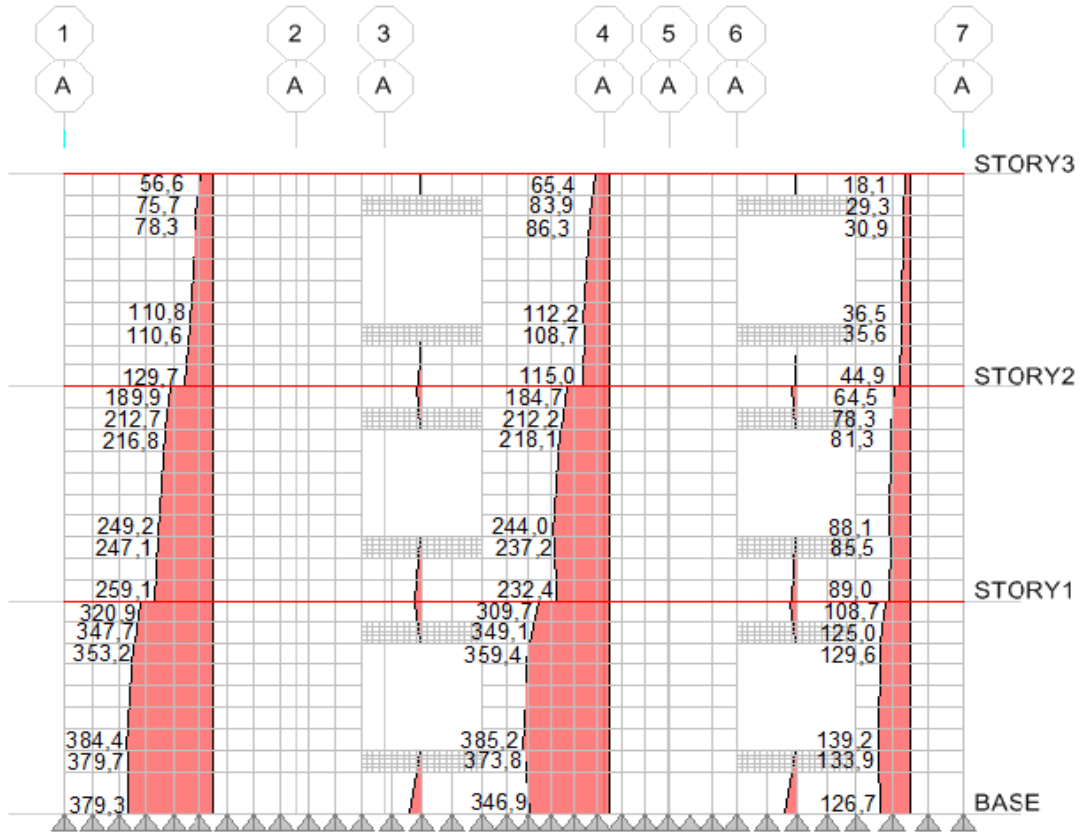 1 2 3 4 5 6 7
A A A A A A A
STORY3
56,6 65,4 18,1
75,7 83,9 29,3
78,3 86,3 30,9
110,8 112,2 36,5
110,6 108,7 35,6
129,7 115,0 44,9 STORY2
189,9 184,7 64,5
212,7 212,2 78,3
216,8 218,1 81,3
249,2 244,0 88,1
247,1 237,2 85,5
259,1 232,4 89,0 STORY1
320,9 309,7 108,7
347,7 349,1 125,0
353,2 359,4 129,6
384,4 385,2 139,2
379,7 373,8 133,9
379,3 346,9 126,7 BASE